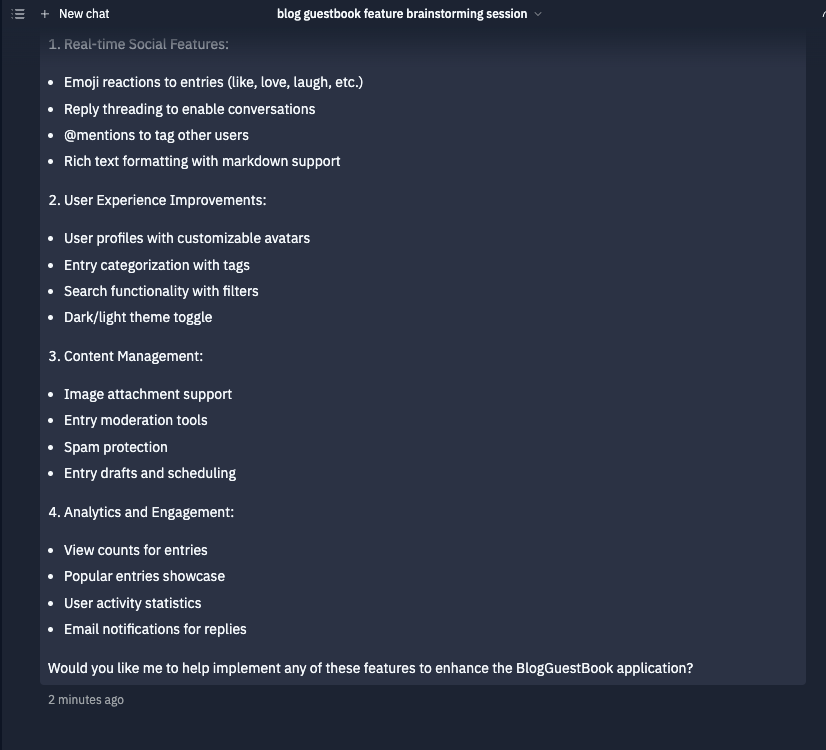 New chat
blog guestbook feature brainstorming session
1. Real-time Social Features:
• Emoji reactions to entries (like, love, laugh, etc.)
• Reply threading to enable conversations
• @mentions to tag other users
• Rich text formatting with markdown support
2. User Experience Improvements:
• User profiles with customizable avatars
• Entry categorization with tags
• Search functionality with filters
• Dark/light theme toggle
3. Content Management:
• Image attachment support
• Entry moderation tools
• Spam protection
• Entry drafts and scheduling
4. Analytics and Engagement:
• View counts for entries
• Popular entries showcase
• User activity statistics
• Email notifications for replies
Would you like me to help implement any of these features to enhance the BlogGuestBook application?
2 minutes ago